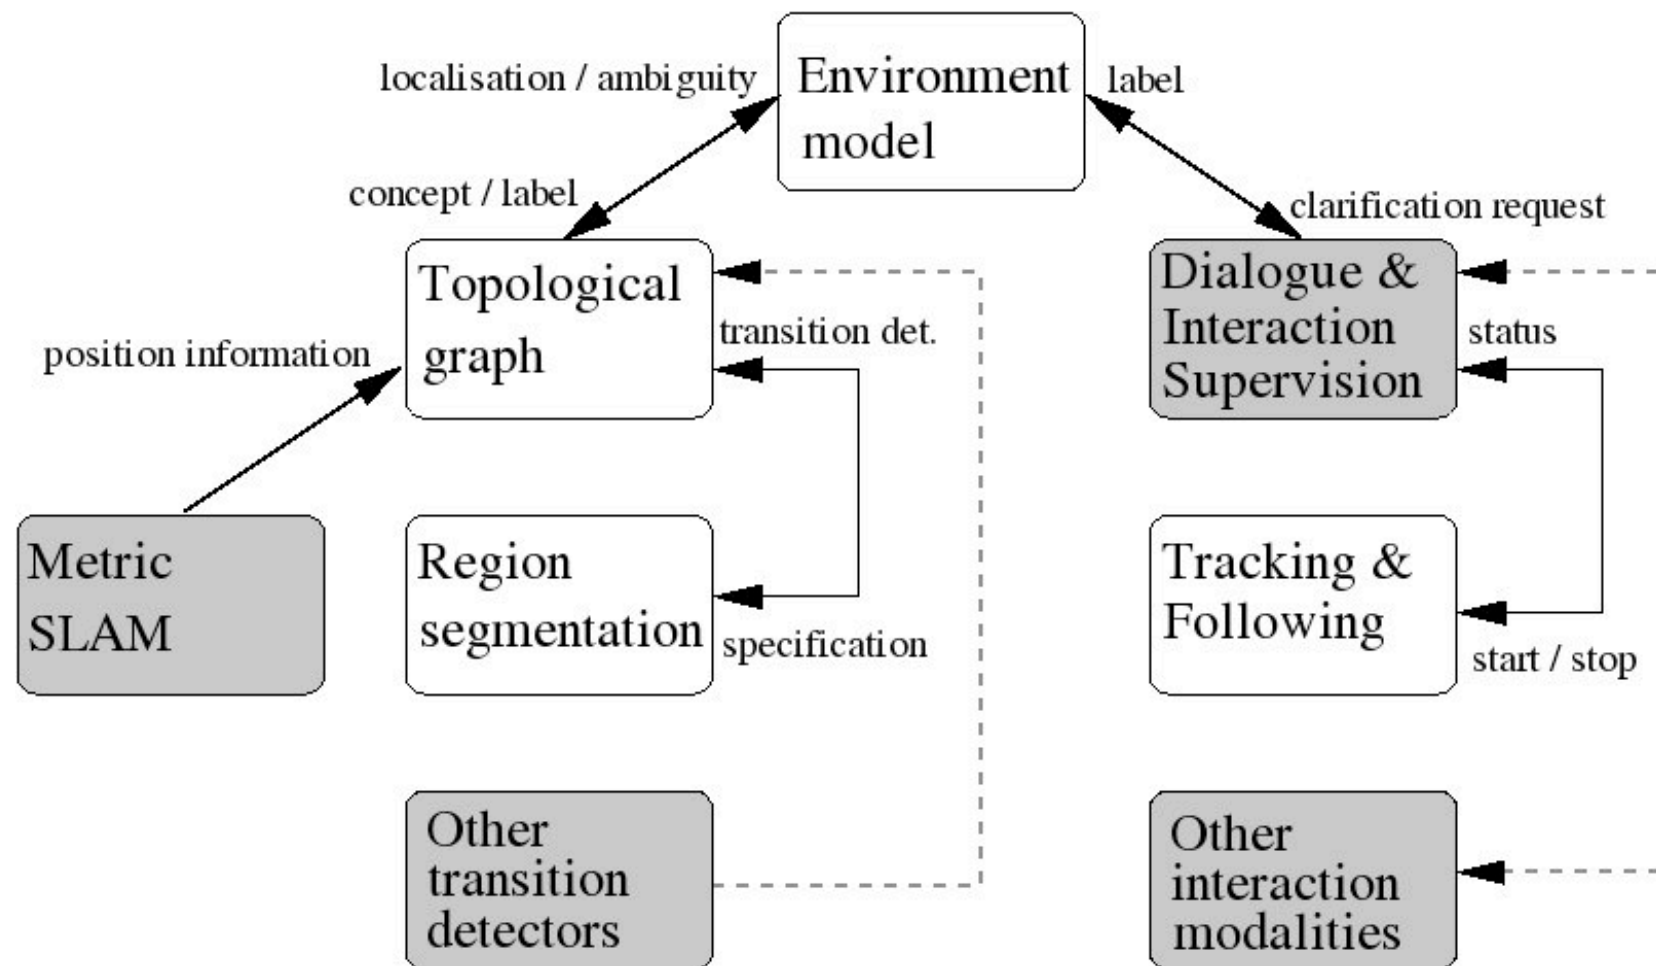 localisation / ambiguity
Environment
model
label
concept / label
clarification request
Topological
graph
transition det.
position information
Dialogue &
Interaction
Supervision
status
Metric
SLAM
Region
segmentation
specification
Tracking &
Following
start / stop
Other
transition
detectors
Other
interaction
modalities